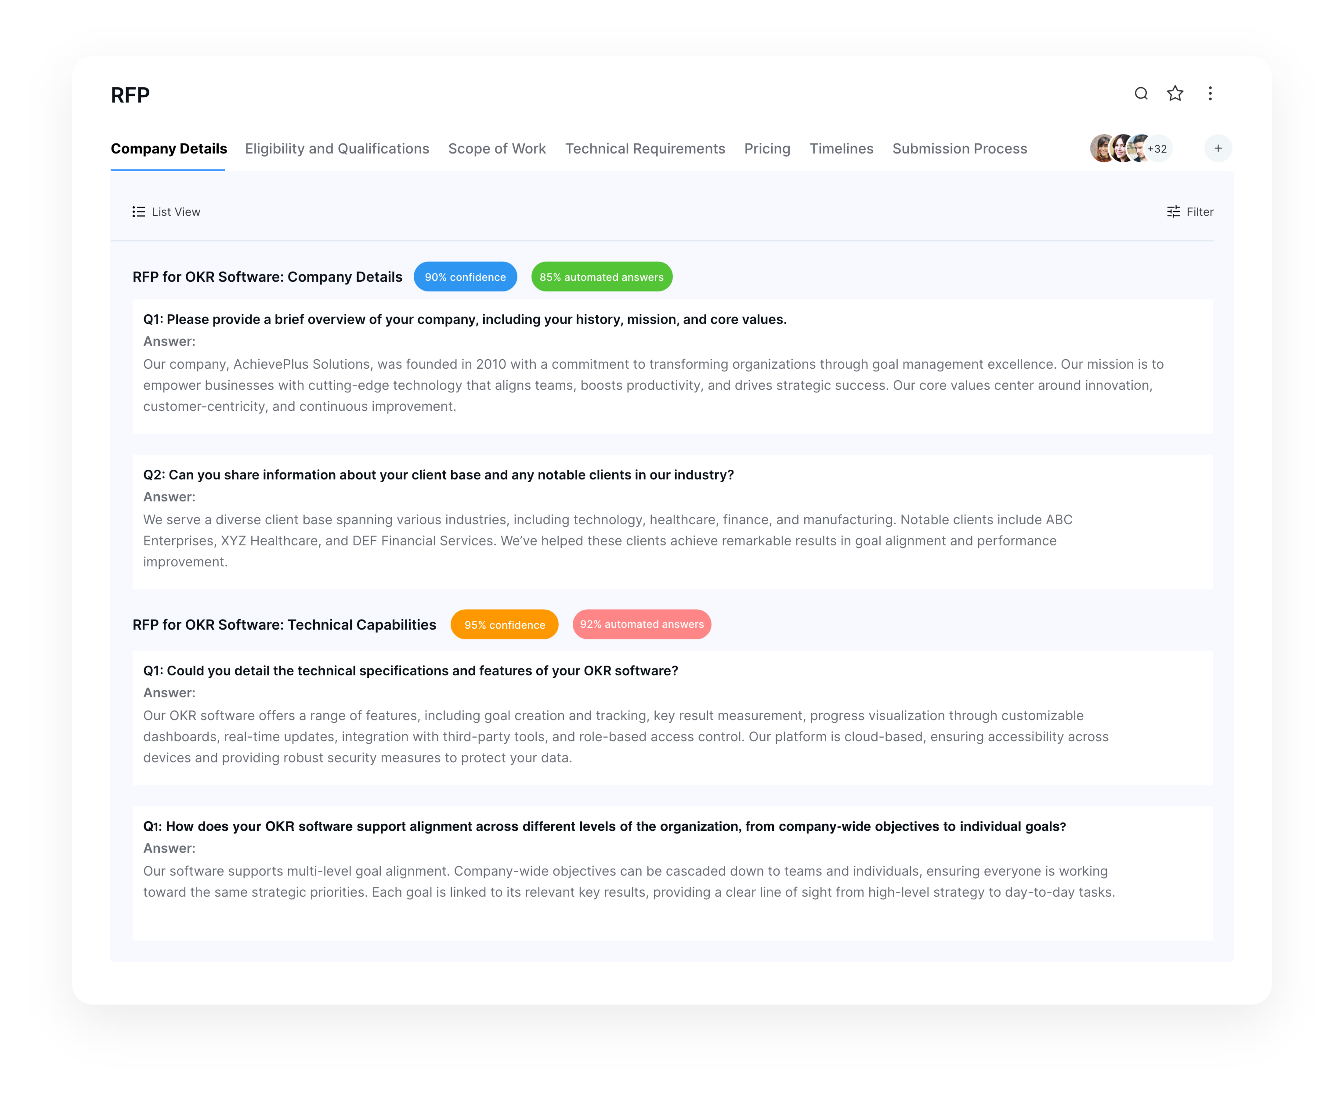 RFP
Company Details Eligibility and Qualifications Scope of Work Technical Requirements Pricing Timelines Submission Process +32 +
List View Filter
RFP for OKR Software: Company Details 90% confidence 85% automated answers
Q1: Please provide a brief overview of your company, including your history, mission, and core values.
Answer:
Our company, AchievePlus Solutions, was founded in 2010 with a commitment to transforming organizations through goal management excellence. Our mission is to
empower businesses with cutting-edge technology that aligns teams, boosts productivity, and drives strategic success. Our core values center around innovation,
customer-centricity, and continuous improvement.
Q2: Can you share information about your client base and any notable clients in our industry?
Answer:
We serve a diverse client base spanning various industries, including technology, healthcare, finance, and manufacturing. Notable clients include ABC
Enterprises, XYZ Healthcare, and DEF Financial Services. We've helped these clients achieve remarkable results in goal alignment and performance
improvement.
RFP for OKR Software: Technical Capabilities 95% confidence 92% automated answers
Q1: Could you detail the technical specifications and features of your OKR software?
Answer:
Our OKR software offers a range of features, including goal creation and tracking, key result measurement, progress visualization through customizable
dashboards, real-time updates, integration with third-party tools, and role-based access control. Our platform is cloud-based, ensuring accessibility across
devices and providing robust security measures to protect your data.
Q1: How does your OKR software support alignment across different levels of the organization, from company-wide objectives to individual goals?
Answer:
Our software supports multi-level goal alignment. Company-wide objectives can be cascaded down to teams and individuals, ensuring everyone is working
toward the same strategic priorities. Each goal is linked to its relevant key results, providing a clear line of sight from high-level strategy to day-to-day tasks.